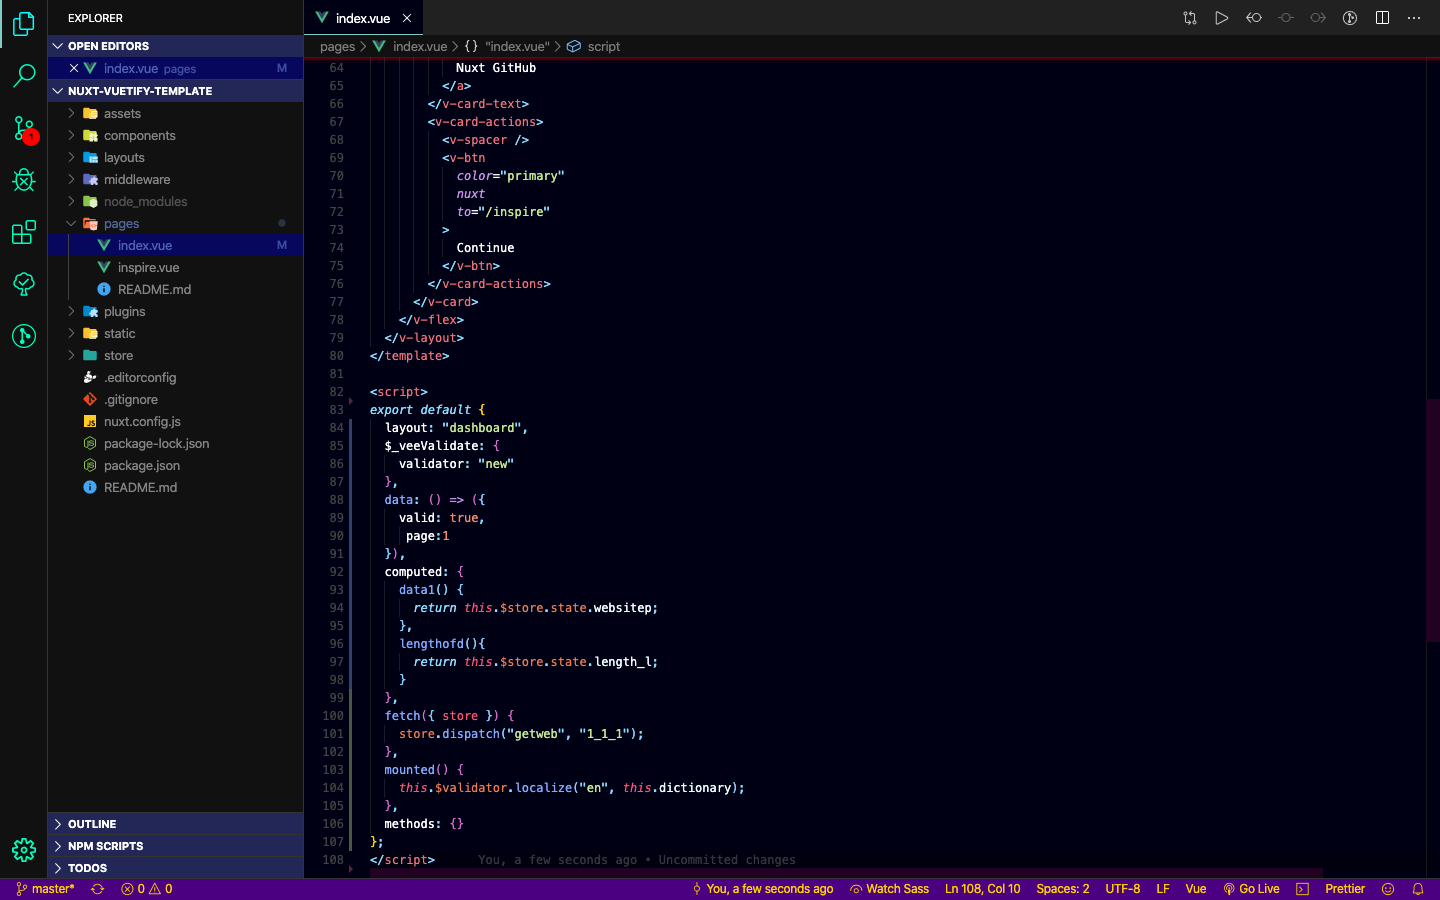 EXPLORER
OPEN EDITORS
index.vue pages M
NUXT-VUETIFY-TEMPLATE
assets
components
layouts
middleware
node_modules
pages
index.vue M
inspire.vue
README.md
plugins
static
store
.editorconfig
.gitignore
nuxt.config.js
package-lock.json
package.json
README.md
OUTLINE
NPM SCRIPTS
TODOS
1
index.vue
pages > index.vue > {} "index.vue" > script
64 Nuxt GitHub
65 </a>
66 </v-card-text>
67 <v-card-actions>
68 <v-spacer />
69 <v-btn
70 color="primary"
71 nuxt
72 to="/inspire"
73 >
74 Continue
75 </v-btn>
76 </v-card-actions>
77 </v-card>
78 </v-flex>
79 </v-layout>
80 </template>
81
82 <script>
83 export default {
84 layout: "dashboard",
85 $_veeValidate: {
86 validator: "new"
87 },
88 data: () => ({
89 valid: true,
90 page:1
91 }),
92 computed: {
93 data1() {
94 return this.$store.state.websitep;
95 },
96 lengthofd(){
97 return this.$store.state.length_l;
98 }
99 },
100 fetch({ store }) {
101 store.dispatch("getweb", "1_1_1");
102 },
103 mounted() {
104 this.$validator.localize("en", this.dictionary);
105 },
106 methods: {}
107 };
108 </script> You, a few seconds ago • Uncommitted changes
master* 0 0 You, a few seconds ago Watch Sass Ln 108, Col 10 Spaces: 2 UTF-8 LF Vue Go Live Prettier